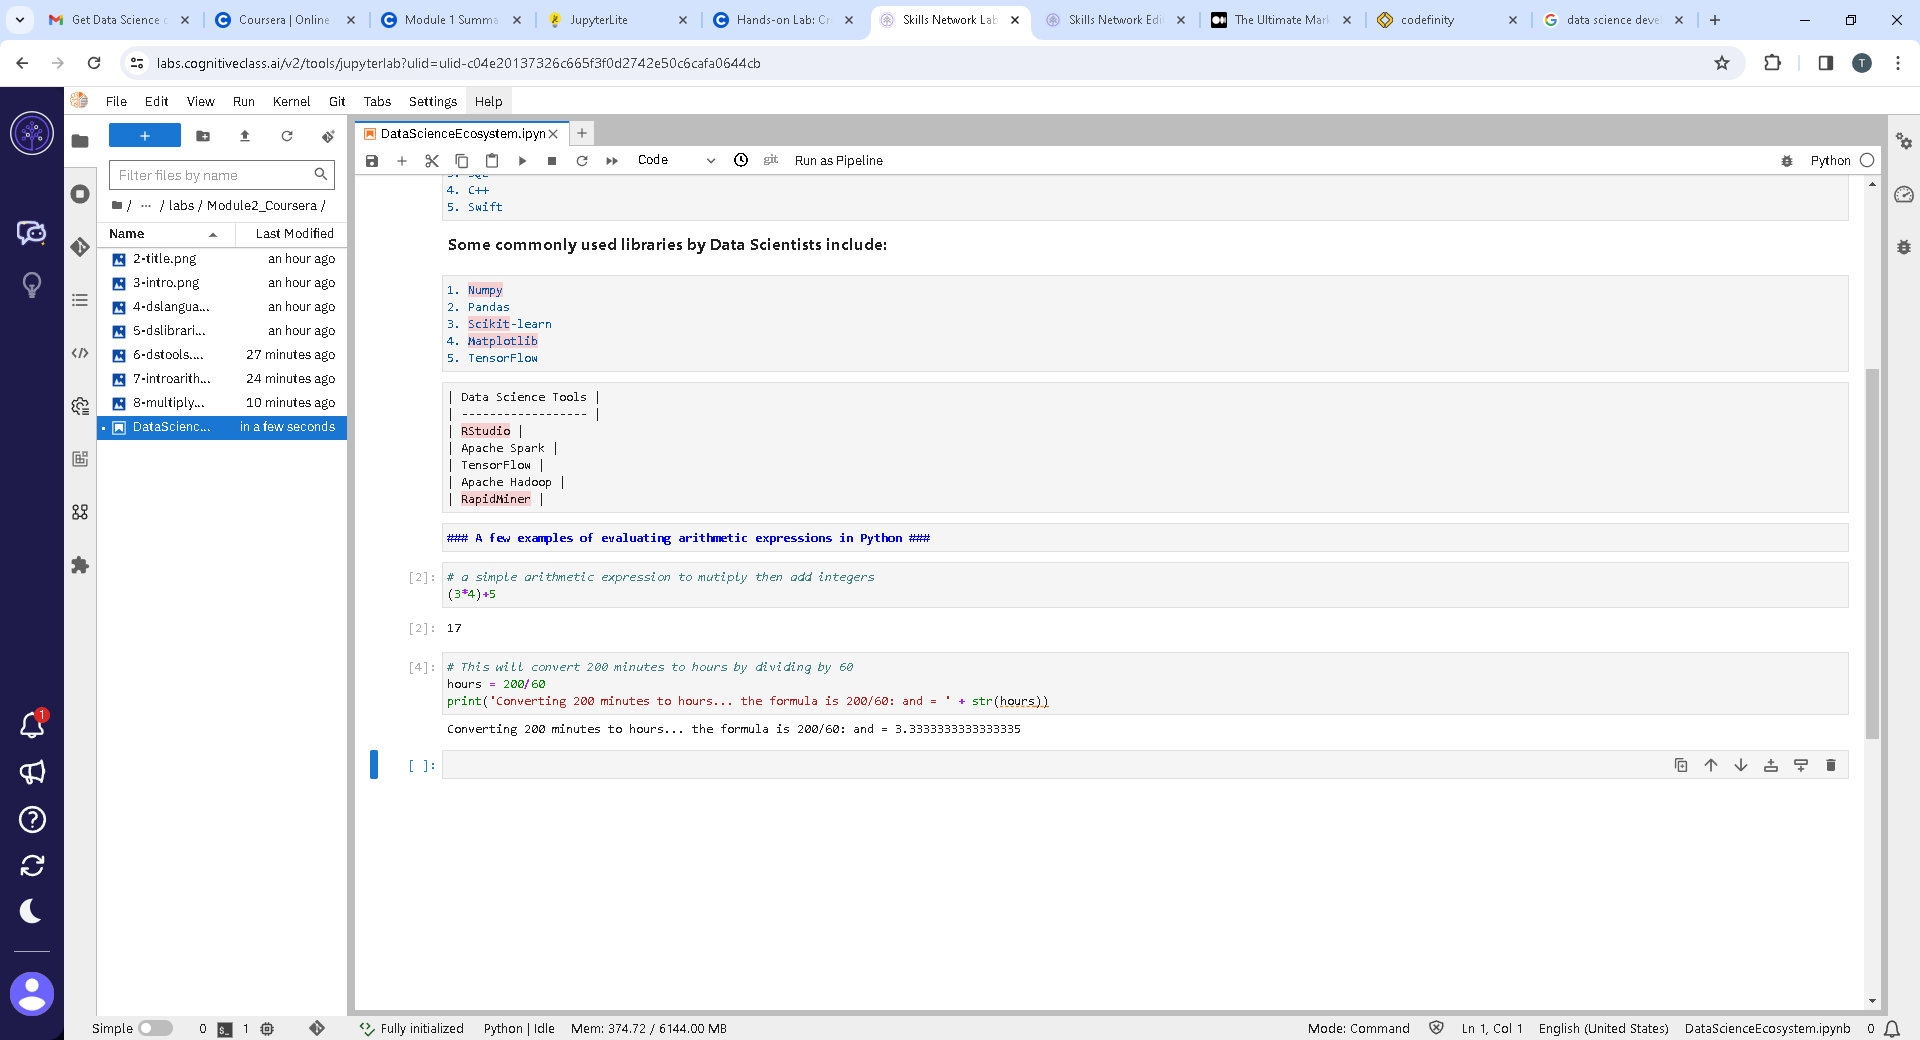 Get Data Science
Coursera | Online
Module 1 Summa
JupyterLite
Hands-on Lab: Cr
Skills Network Lab
Skills Network Edi
The Ultimate Mar
codefinity
data science deve
labs.cognitiveclass.ai/v2/tools/jupyterlab?ulid=ulid-c04e20137326c665f3f0d2742e50c6cafa0644cb
T
File Edit View Run Kernel Git Tabs Settings Help
DataScienceEcosystem.ipyn
Code
git
Run as Pipeline
Python
Filter files by name
/ ··· / labs / Module2_Coursera /
Name Last Modified
2-title.png an hour ago
3-intro.png an hour ago
4-dslangua... an hour ago
5-dslibrari... an hour ago
6-dstools.... 27 minutes ago
7-introarith... 24 minutes ago
8-multiply... 10 minutes ago
DataScienc... in a few seconds
3. SQL
4. C++
5. Swift
Some commonly used libraries by Data Scientists include:
1. Numpy
2. Pandas
3. Scikit-learn
4. Matplotlib
5. TensorFlow
| Data Science Tools |
| ------------------ |
| RStudio |
| Apache Spark |
| TensorFlow |
| Apache Hadoop |
| RapidMiner |
### A few examples of evaluating arithmetic expressions in Python ###
[2]: # a simple arithmetic expression to mutiply then add integers
(3*4)+5
[2]: 17
[4]: # This will convert 200 minutes to hours by dividing by 60
hours = 200/60
print('Converting 200 minutes to hours... the formula is 200/60: and = ' + str(hours))
Converting 200 minutes to hours... the formula is 200/60: and = 3.3333333333333335
[ ]:
1
Simple 0 1 Fully initialized Python | Idle Mem: 374.72 / 6144.00 MB Mode: Command Ln 1, Col 1 English (United States) DataScienceEcosystem.ipynb 0